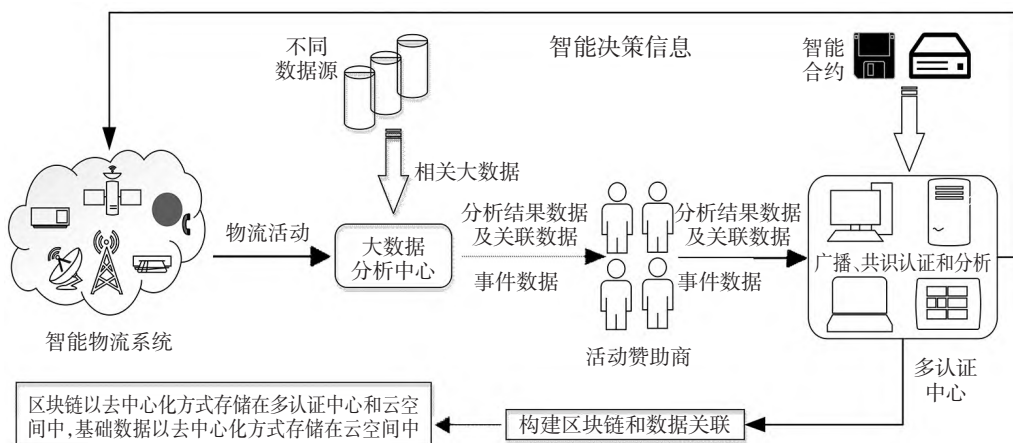 不同
数据源
智能决策信息
智能
合约
相关大数据
物流活动
大数据
分析中心
分析结果数据
及关联数据
事件数据
分析结果数据
及关联数据
事件数据
广播、共识认证和分析
智能物流系统
活动赞助商
多认证
中心
区块链以去中心化方式存储在多认证中心和云空
间中,基础数据以去中心化方式存储在云空间中
构建区块链和数据关联